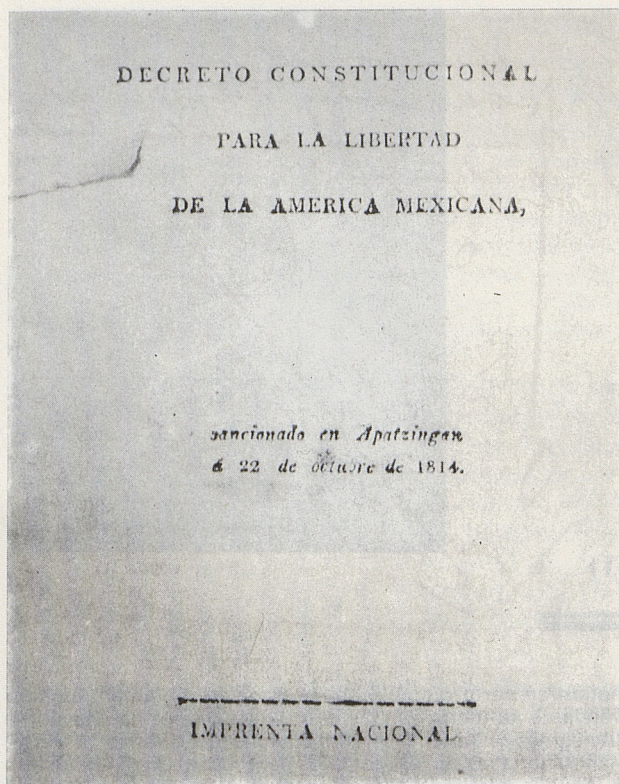 DECRETO CONSTITUCIONAL
PARA LA LIBERTAD
DE LA AMERICA MEXICANA,
sancionado en Apatzingan
á 22 de octubre de 1814.
IMPRENTA NACIONAL